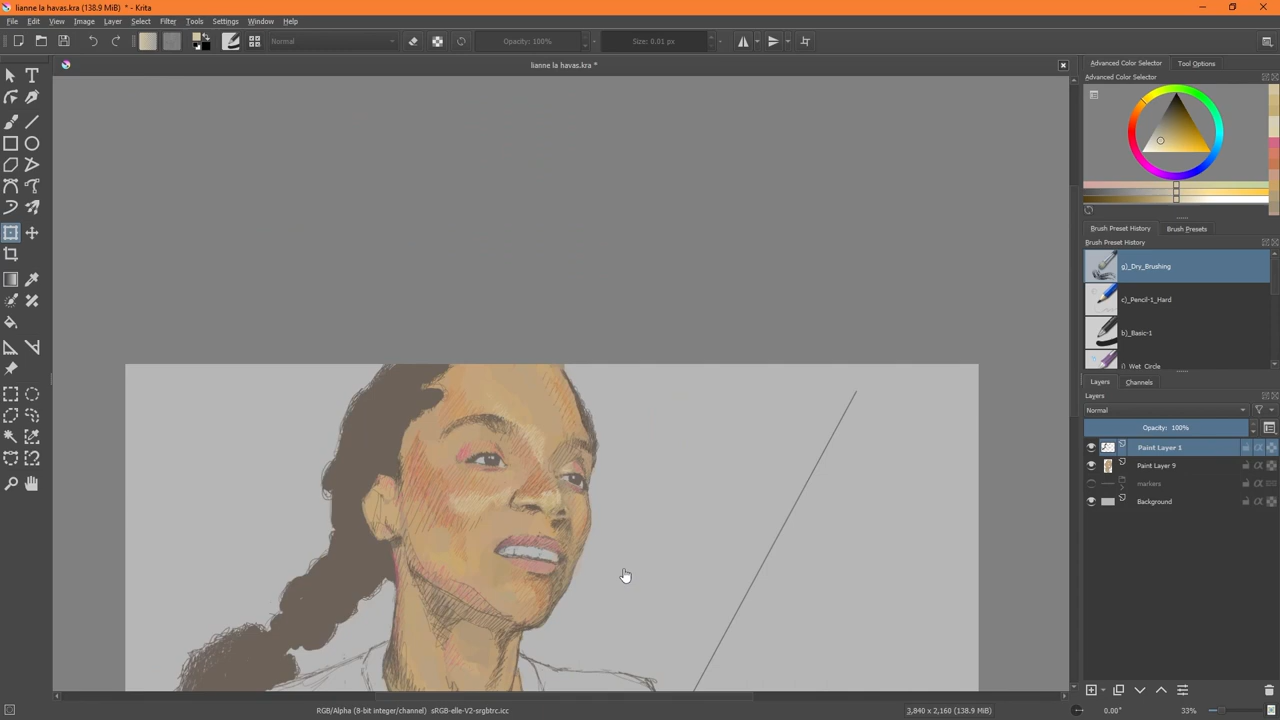 lianne la havas.kra (138.9 MiB) * - Krita
File Edit View Image Layer Select Filter Tools Settings Window Help
Normal Opacity: 100% Size: 0.01 px
lianne la havas.kra *
Advanced Color Selector Tool Options
Advanced Color Selector
Brush Preset History Brush Presets
Brush Preset History
g)_Dry_Brushing
c)_Pencil-1_Hard
b)_Basic-1
i)_Wet_Circle
Layers Channels
Layers
Normal
Opacity: 100%
Paint Layer 1
Paint Layer 9
markers
Background
RGB/Alpha (8-bit integer/channel) sRGB-elle-V2-srgbtrc.icc 3,840 x 2,160 (138.9 MiB) 0.00° 33%